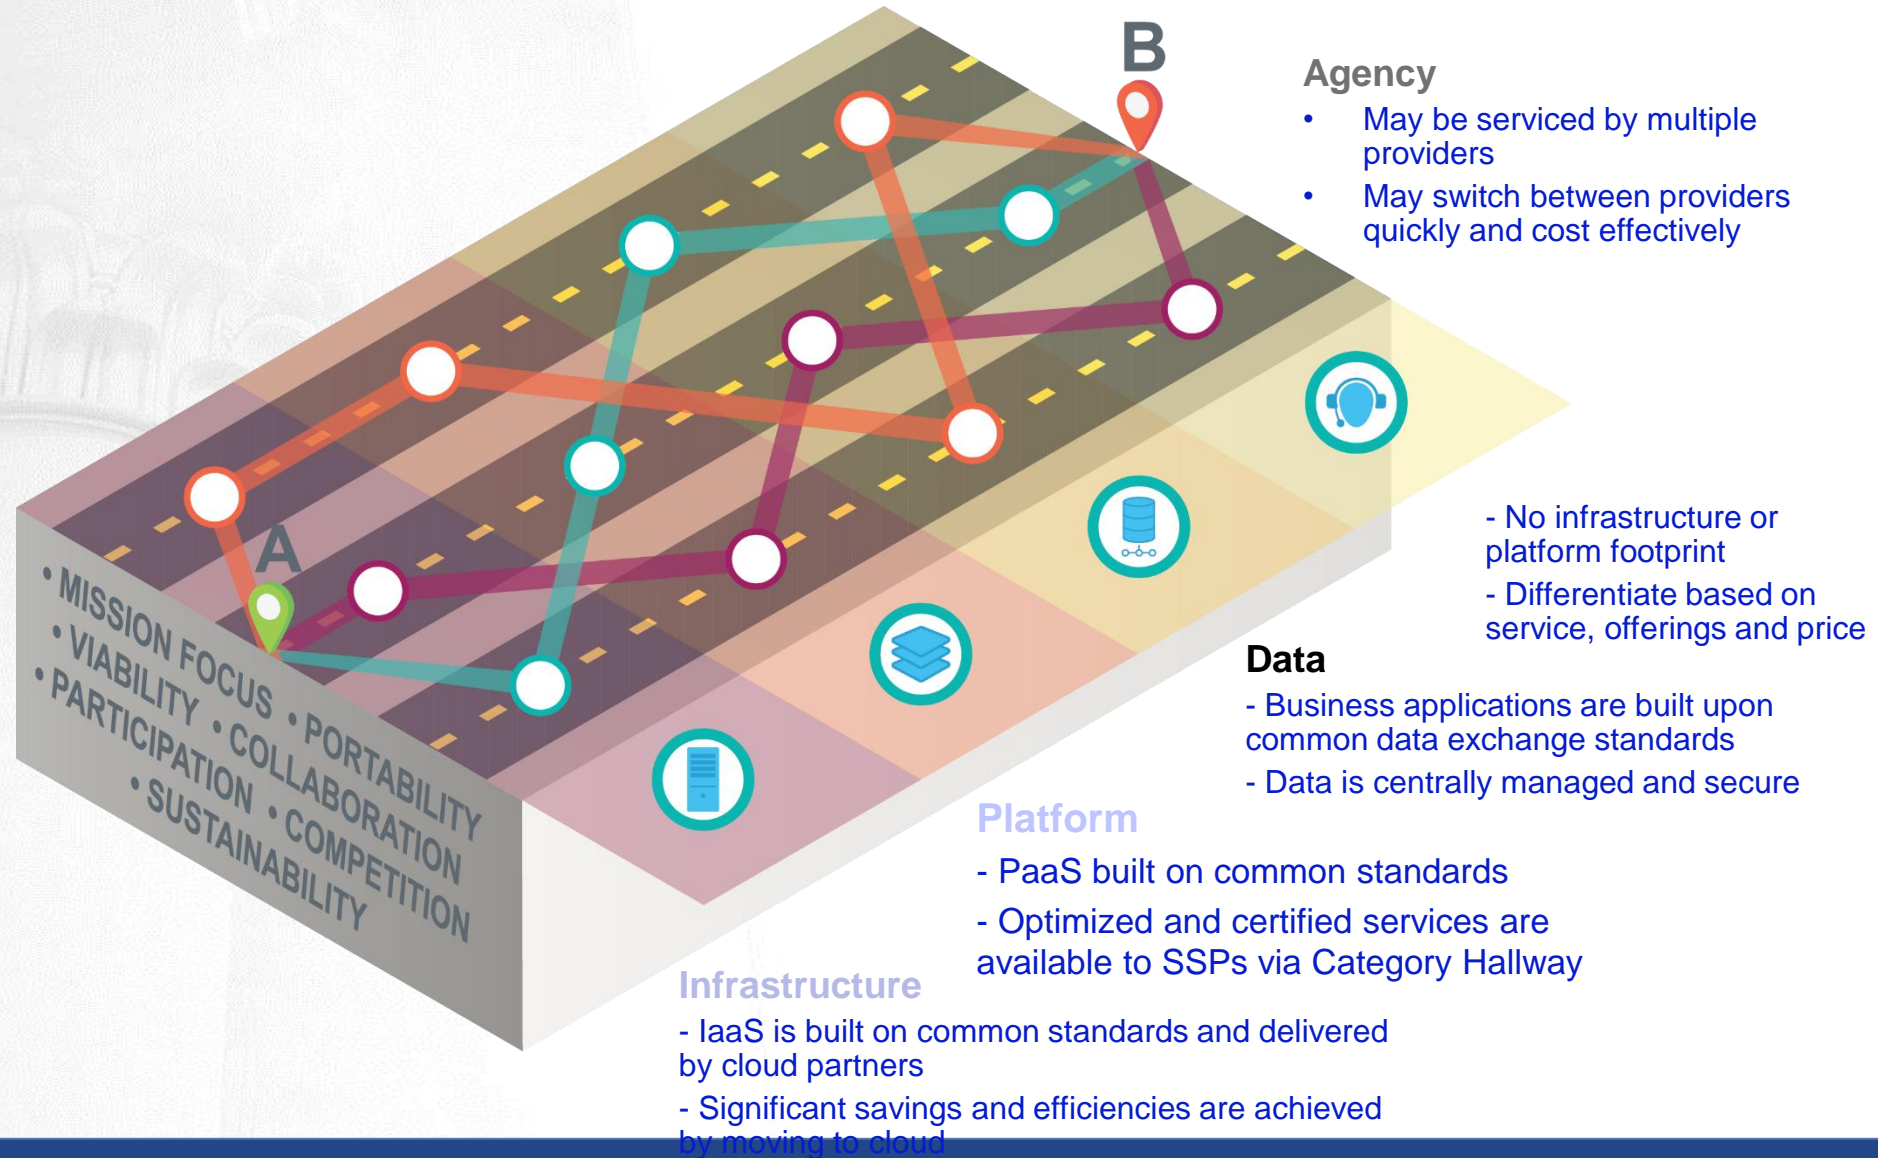 B
Agency
• May be serviced by multiple
providers
• May switch between providers
quickly and cost effectively
A
• MISSION FOCUS • PORTABILITY
• VIABILITY • COLLABORATION
• PARTICIPATION • COMPETITION
• SUSTAINABILITY
- No infrastructure or
platform footprint
- Differentiate based on
service, offerings and price
Data
- Business applications are built upon
common data exchange standards
- Data is centrally managed and secure
Platform
- PaaS built on common standards
- Optimized and certified services are
available to SSPs via Category Hallway
Infrastructure
- IaaS is built on common standards and delivered
by cloud partners
- Significant savings and efficiencies are achieved
by moving to cloud